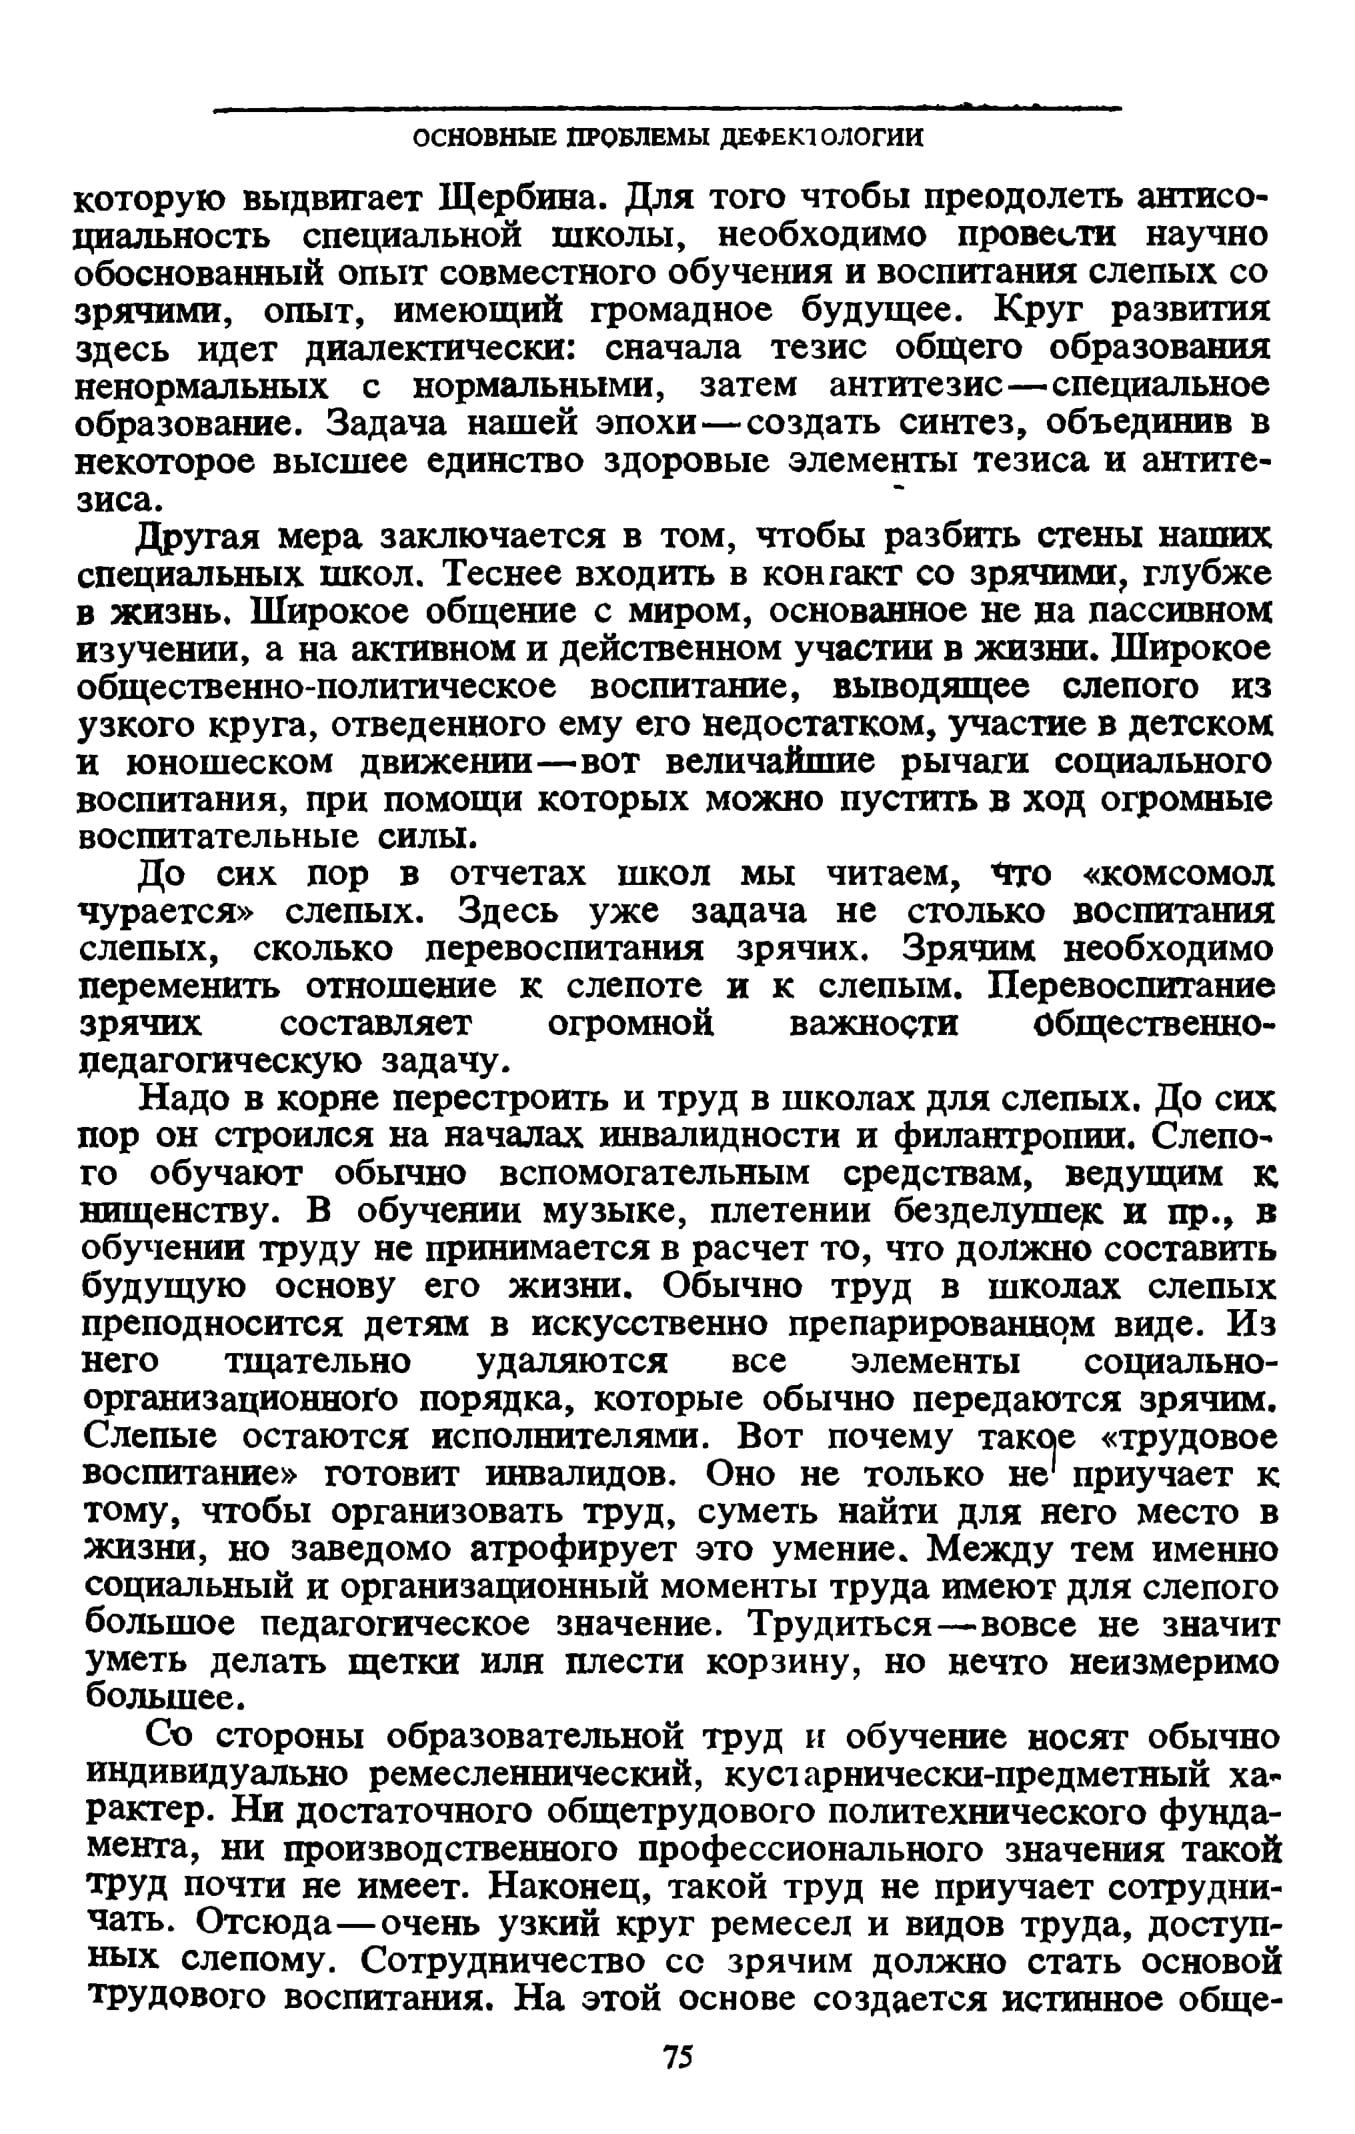 ОСНОВНЫЕ ПРОБЛЕМЫ ДЕФЕКТОЛОГИИ
которую выдвигает Щербина. Для того чтобы преодолеть антисо-
циальность специальной школы, необходимо провести научно
обоснованный опыт совместного обучения и воспитания слепых со
зрячими, опыт, имеющий громадное будущее. Круг развития
здесь идет диалектически: сначала тезис общего образования
ненормальных с нормальными, затем антитезис—специальное
образование. Задача нашей эпохи—создать синтез, объединив в
некоторое высшее единство здоровые элементы тезиса и антите-
зиса.
Другая мера заключается в том, чтобы разбить стены наших
специальных школ. Теснее входить в контакт со зрячими, глубже
в жизнь. Широкое общение с миром, основанное не на пассивном
изучении, а на активном и действенном участии в жизни. Широкое
общественно-политическое воспитание, выводящее слепого из
узкого круга, отведенного ему его недостатком, участие в детском
и юношеском движении—вот величайшие рычаги социального
воспитания, при помощи которых можно пустить в ход огромные
воспитательные силы.
До сих пор в отчетах школ мы читаем, что «комсомол
чурается» слепых. Здесь уже задача не столько воспитания
слепых, сколько перевоспитания зрячих. Зрячим необходимо
переменить отношение к слепоте и к слепым. Перевоспитание
зрячих составляет огромной важности общественно-
педагогическую задачу.
Надо в корне перестроить и труд в школах для слепых. До сих
пор он строился на началах инвалидности и филантропии. Слепо-
го обучают обычно вспомогательным средствам, ведущим к
нищенству. В обучении музыке, плетении безделушек и пр., в
обучении труду не принимается в расчет то, что должно составить
будущую основу его жизни. Обычно труд в школах слепых
преподносится детям в искусственно препарированном виде. Из
него тщательно удаляются все элементы социально-
организационного порядка, которые обычно передаются зрячим.
Слепые остаются исполнителями. Вот почему такое «трудовое
воспитание» готовит инвалидов. Оно не только не приучает к
тому, чтобы организовать труд, суметь найти для него место в
жизни, но заведомо атрофирует это умение. Между тем именно
социальный и организационный моменты труда имеют для слепого
большое педагогическое значение. Трудиться—вовсе не значит
уметь делать щетки или плести корзину, но нечто неизмеримо
большее.
Со стороны образовательной труд и обучение носят обычно
индивидуально ремесленнический, кустарнически-предметный ха-
рактер. Ни достаточного общетрудового политехнического фунда-
мента, ни производственного профессионального значения такой
труд почти не имеет. Наконец, такой труд не приучает сотрудни-
чать. Отсюда—очень узкий круг ремесел и видов труда, доступ-
ных слепому. Сотрудничество со зрячим должно стать основой
трудового воспитания. На этой основе создается истинное обще-
75